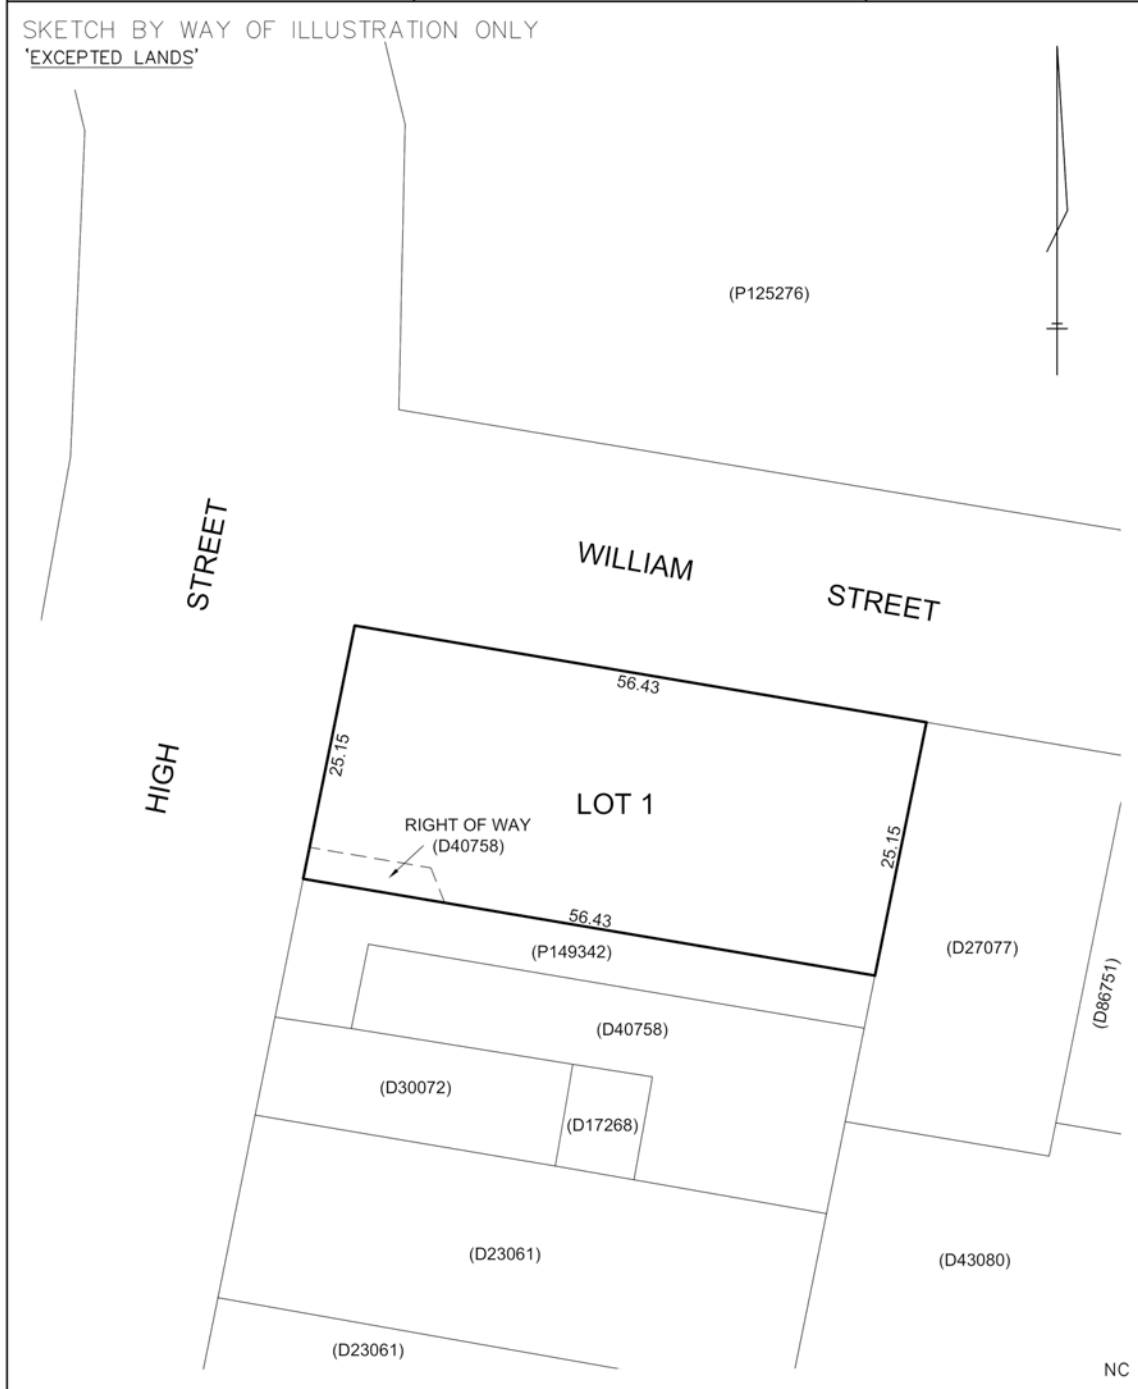 SKETCH BY WAY OF ILLUSTRATION ONLY
'EXCEPTED LANDS'
(P125276)
WILLIAM STREET
HIGH STREET
56.43
25.15
LOT 1
RIGHT OF WAY
(D40758)
25.15
56.43
(P149342)
(D27077)
(D86751)
(D40758)
(D30072)
(D17268)
(D23061)
(D43080)
(D23061)
NC